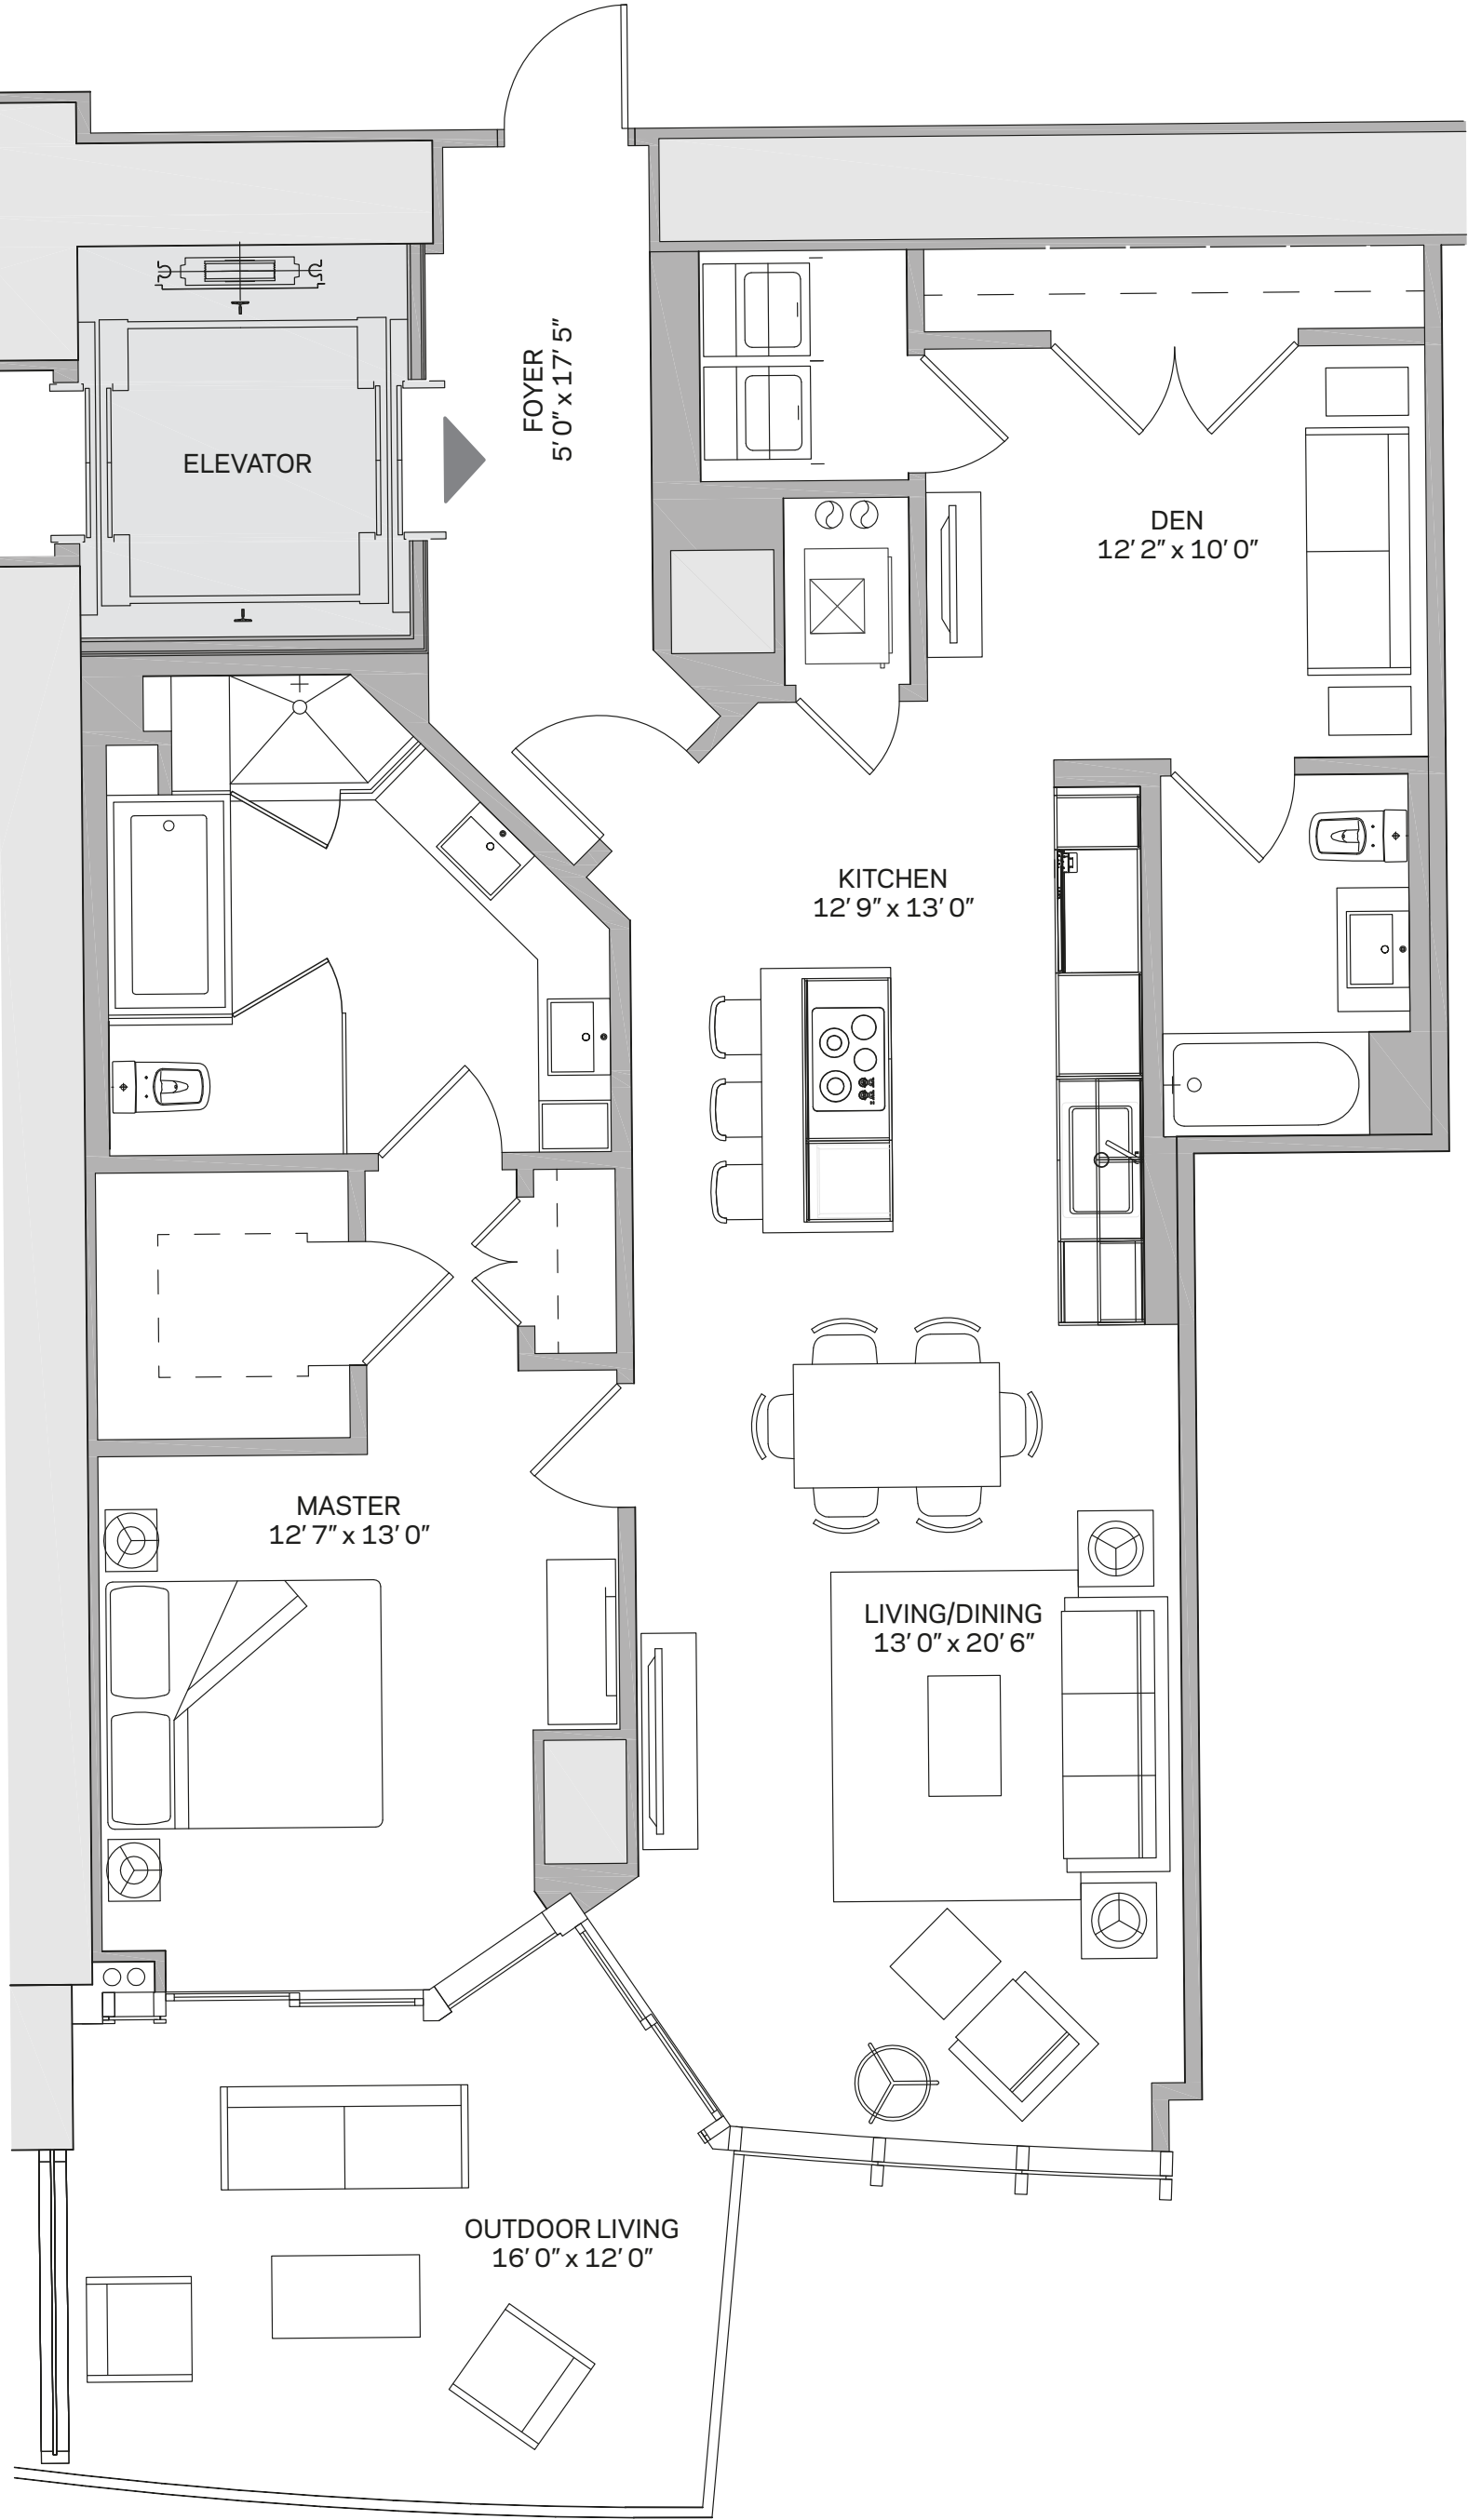 FOYER
5′ 0″ x 17′ 5″
ELEVATOR
DEN
12′ 2″ x 10′ 0″
KITCHEN
12′ 9″ x 13′ 0″
MASTER
12′ 7″ x 13′ 0″
LIVING/DINING
13′ 0″ x 20′ 6″
OUTDOOR LIVING
16′ 0″ x 12′ 0″